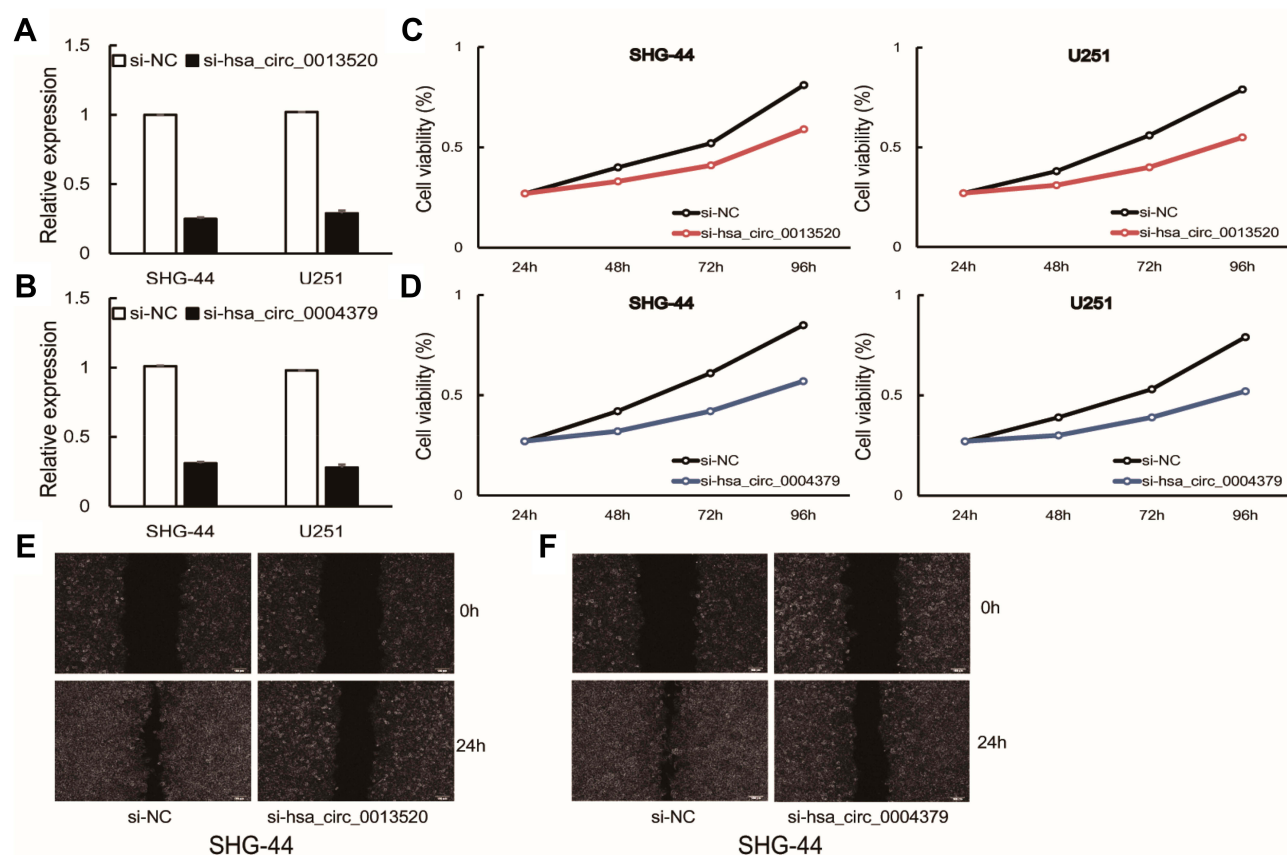 A
1.5
si-NC si-hsa_circ_0013520
1
0.5
0
Relative expression
SHG-44 U251
B
1.5
si-NC si-hsa_circ_0004379
1
0.5
0
Relative expression
SHG-44 U251
C
SHG-44
1
0.5
0
Cell viability (%)
si-NC
si-hsa_circ_0013520
24h 48h 72h 96h
U251
1
0.5
0
Cell viability (%)
si-NC
si-hsa_circ_0013520
24h 48h 72h 96h
D
SHG-44
1
0.5
0
Cell viability (%)
si-NC
si-hsa_circ_0004379
24h 48h 72h 96h
U251
1
0.5
0
Cell viability (%)
si-NC
si-hsa_circ_0004379
24h 48h 72h 96h
E
0h
24h
si-NC si-hsa_circ_0013520
SHG-44
F
0h
24h
si-NC si-hsa_circ_0004379
SHG-44